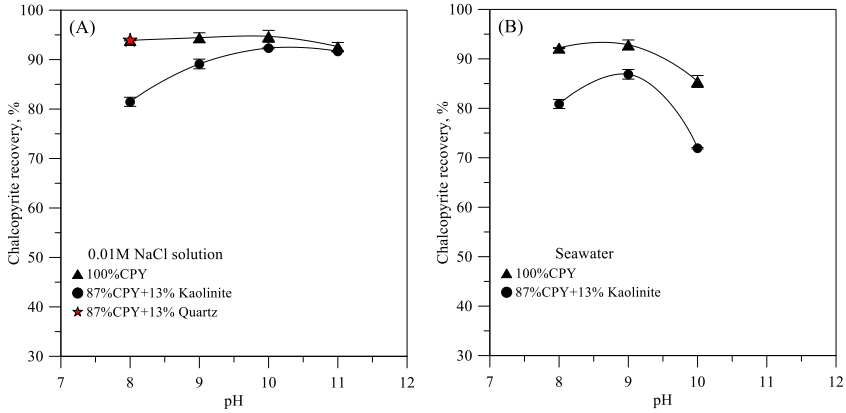 (A)
Chalcopyrite recovery, %
100
90
80
70
60
50
40
30
0.01M NaCl solution
100%CPY
87%CPY+13% Kaolinite
87%CPY+13% Quartz
7
8
9
10
11
12
pH
(B)
Chalcopyrite recovery, %
100
90
80
70
60
50
40
30
Seawater
100%CPY
87%CPY+13% Kaolinite
7
8
9
10
11
12
pH